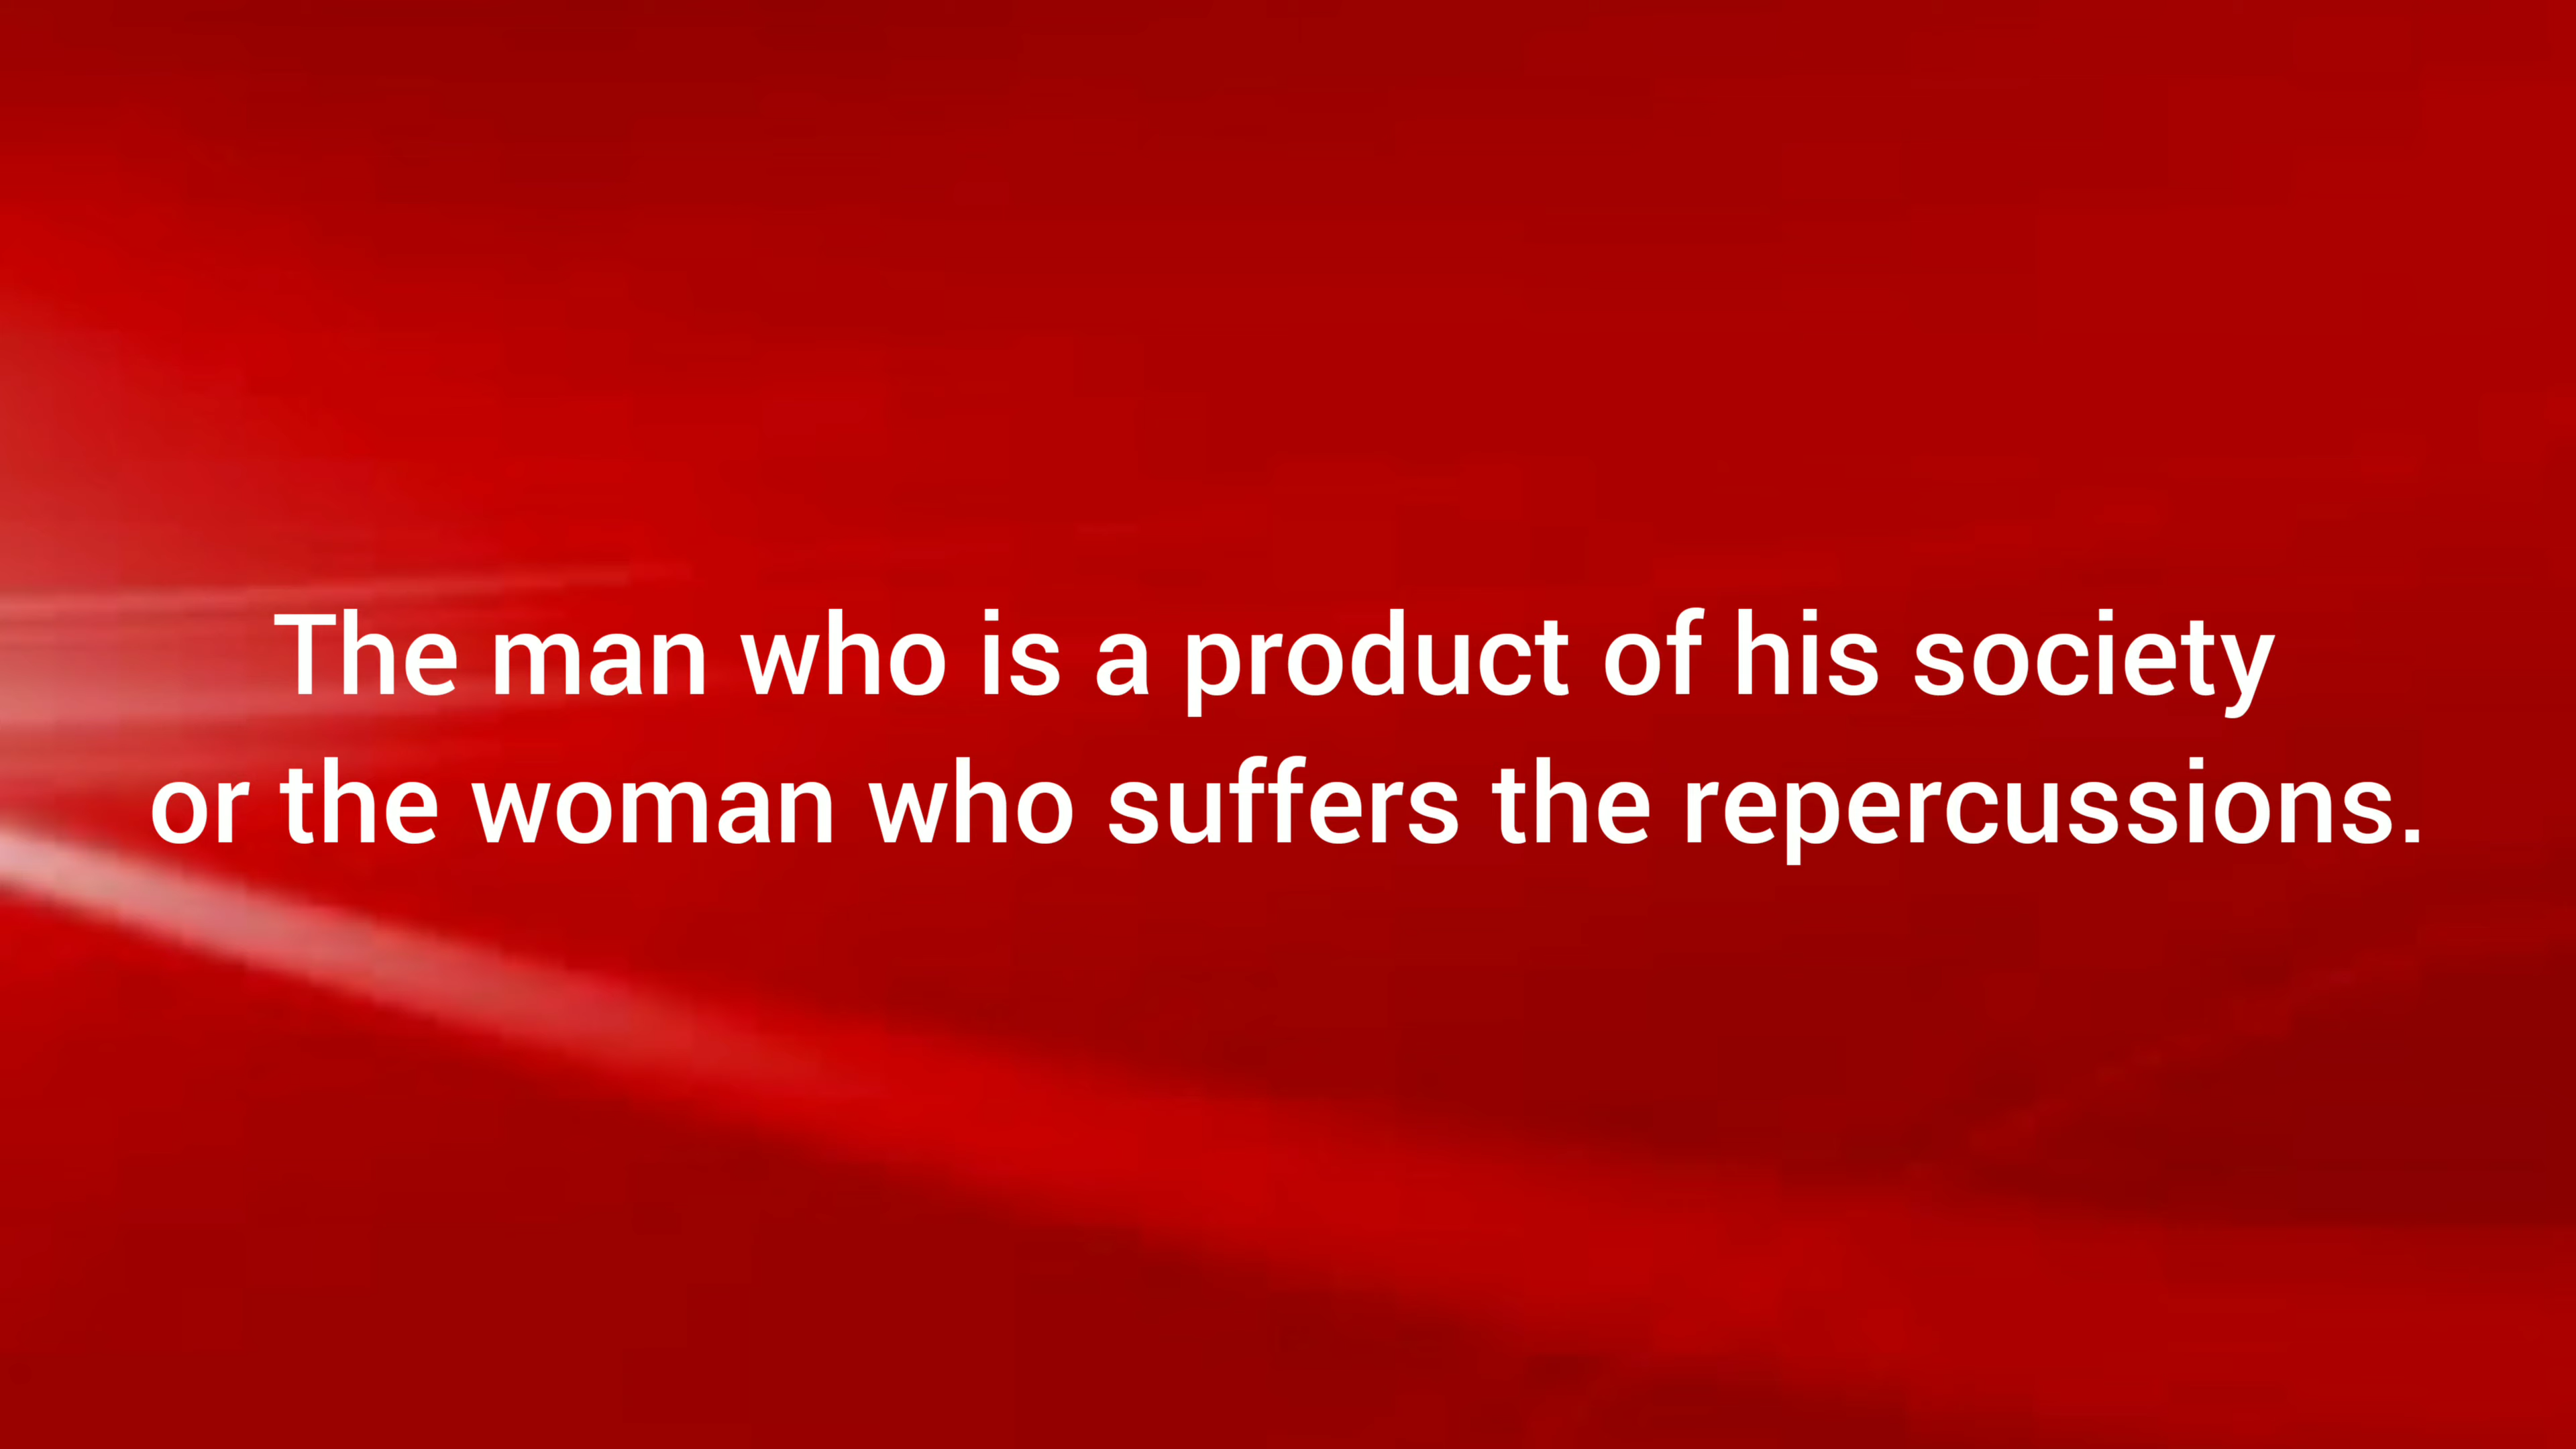 The man who is a product of his society
or the woman who suffers the repercussions.